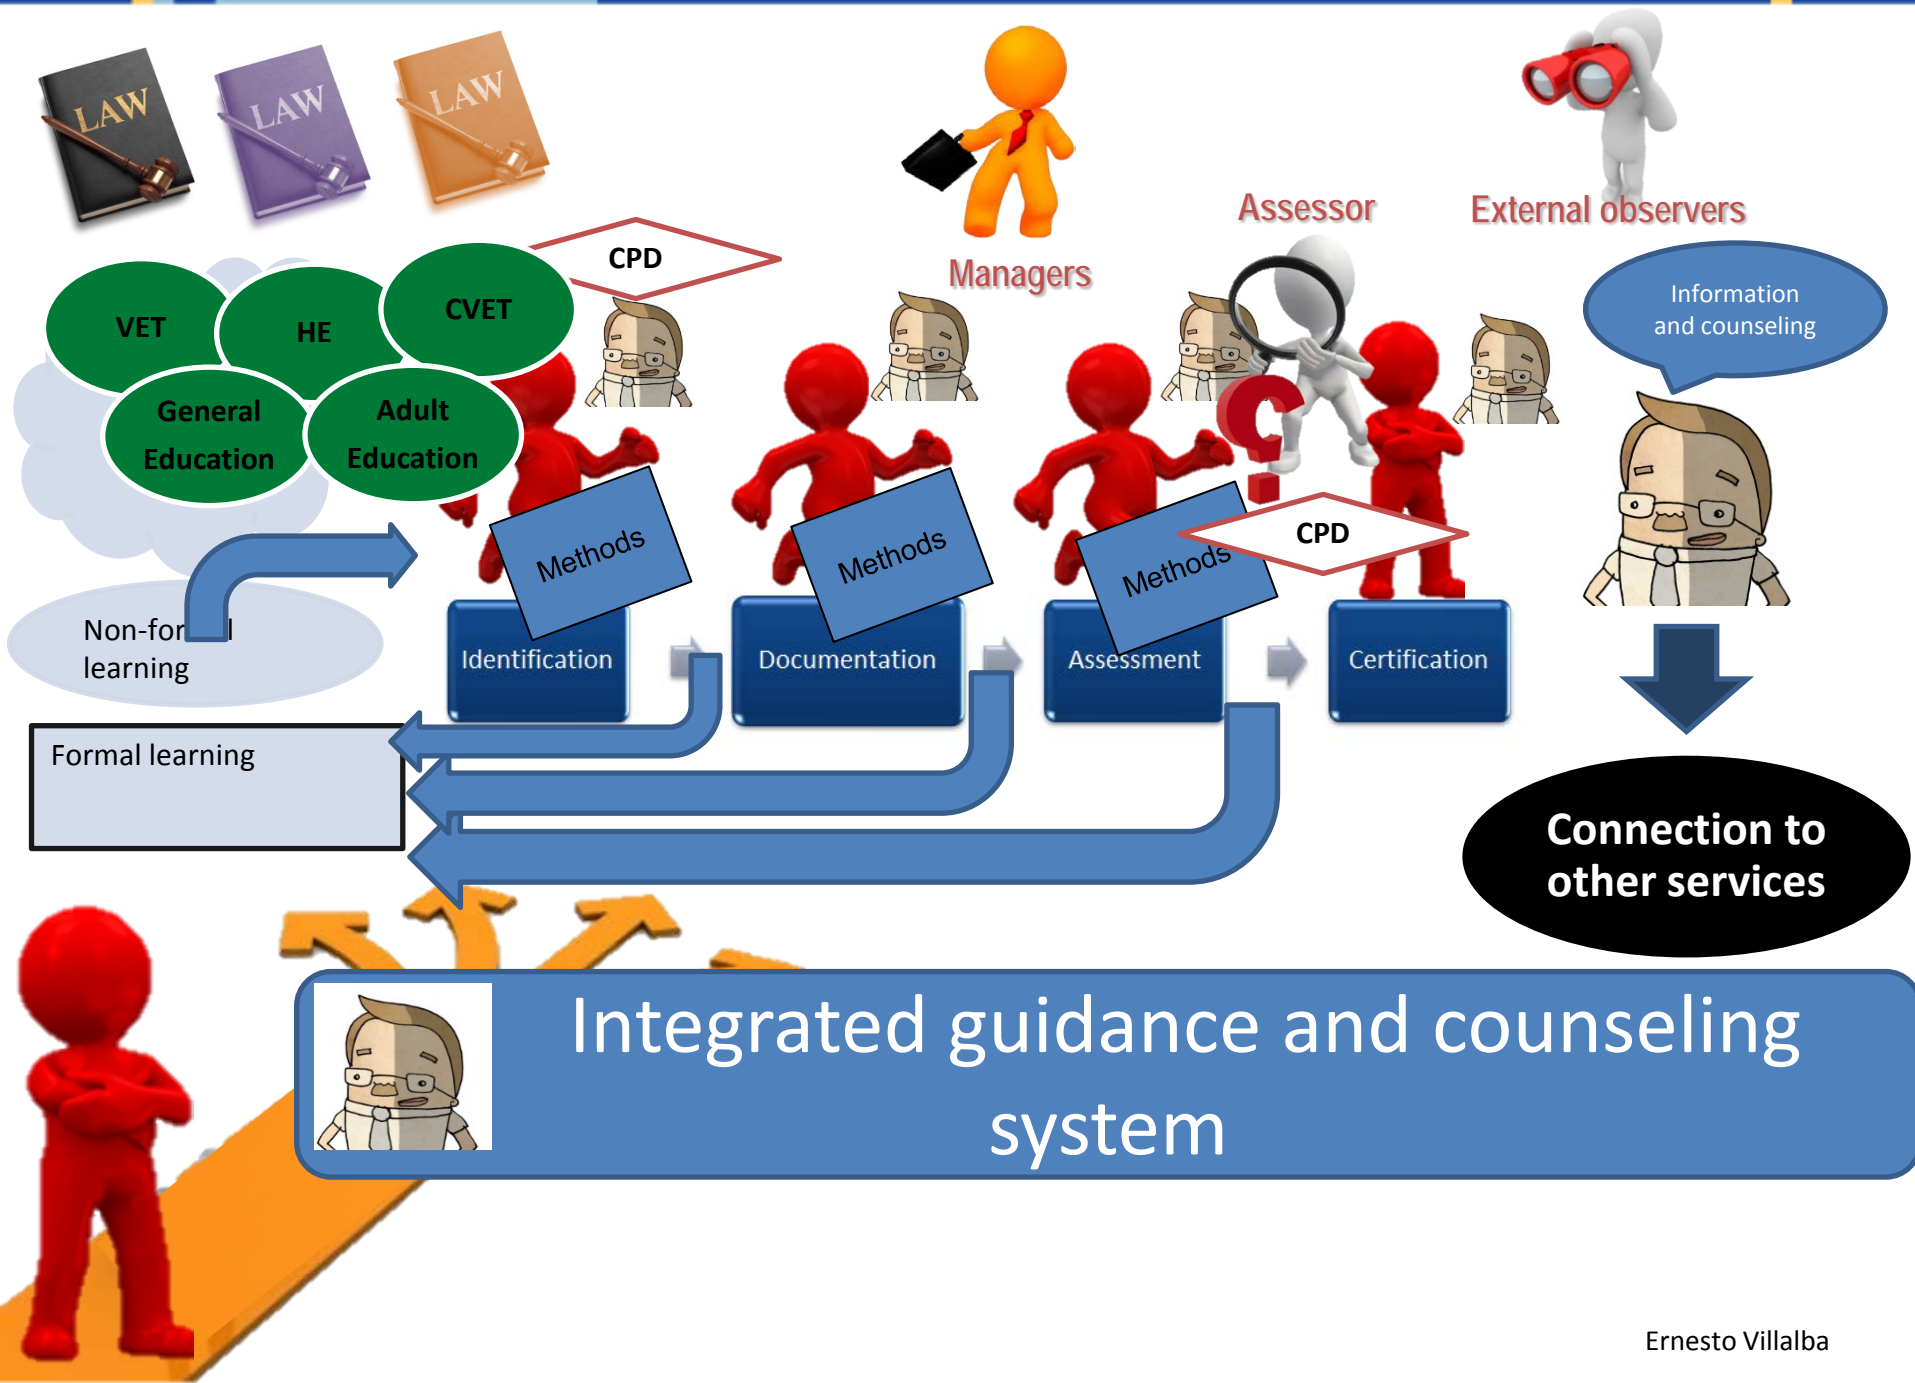 LAW
LAW
LAW
Assessor
External observers
CPD
Managers
Information
and counseling
VET
HE
CVET
General
Education
Adult
Education
Methods
Methods
Methods
CPD
Non-for l
learning
Identification
Documentation
Assessment
Certification
Formal learning
Connection to
other services
Integrated guidance and counseling
system
Ernesto Villalba